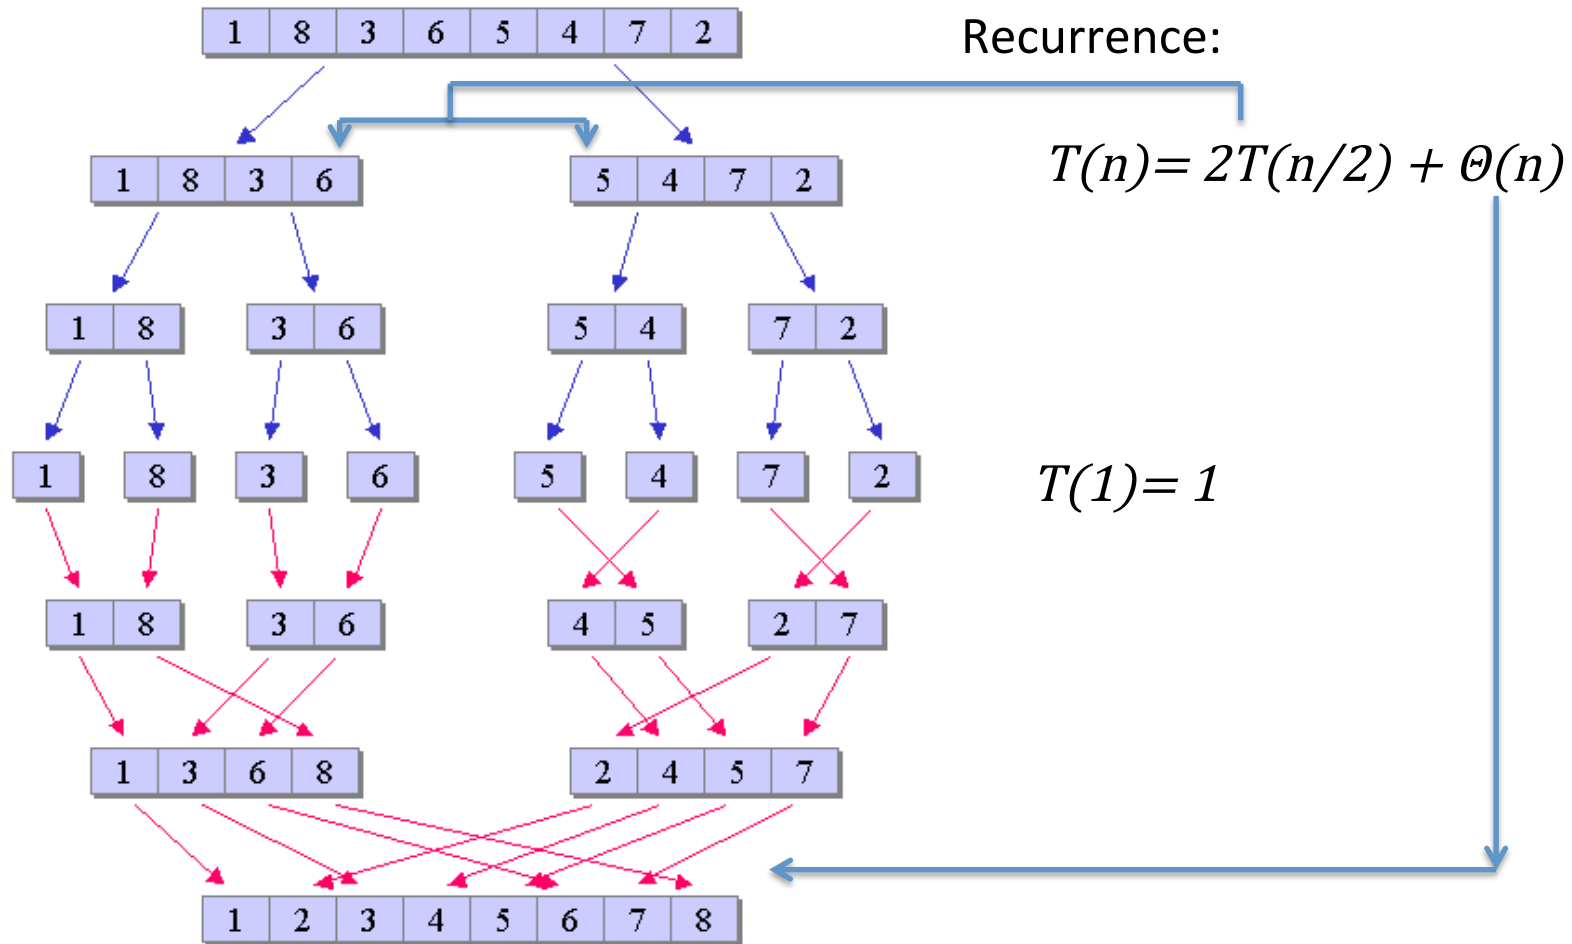 1 8 3 6 5 4 7 2
Recurrence:
1 8 3 6 5 4 7 2
T(n)= 2T(n/2) + Θ(n)
1 8 3 6 5 4 7 2
1 8 3 6 5 4 7 2
T(1)= 1
1 8 3 6 4 5 2 7
1 3 6 8 2 4 5 7
1 2 3 4 5 6 7 8